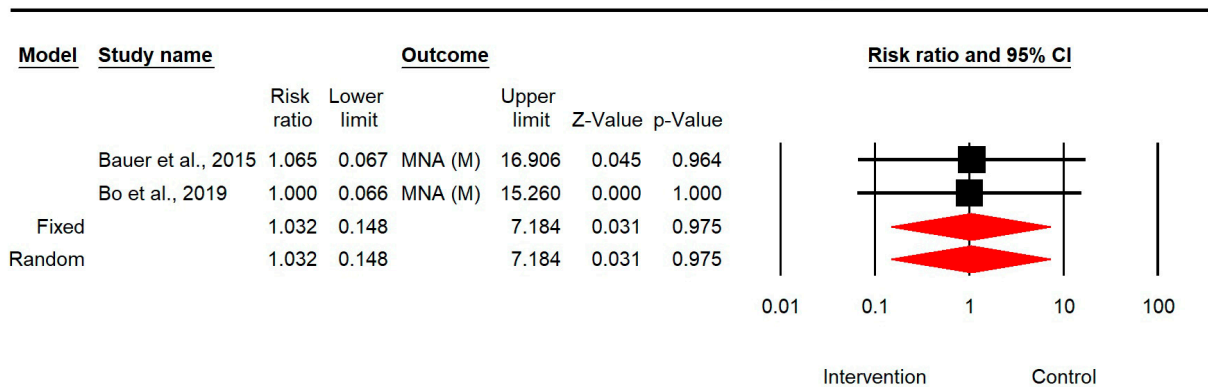 Model Study name Outcome Risk ratio and 95% CI
Risk Lower Upper
ratio limit limit Z-Value p-Value
Bauer et al., 2015 1.065 0.067 MNA (M) 16.906 0.045 0.964
Bo et al., 2019 1.000 0.066 MNA (M) 15.260 0.000 1.000
Fixed 1.032 0.148 7.184 0.031 0.975
Random 1.032 0.148 7.184 0.031 0.975
0.01 0.1 1 10 100
Intervention Control